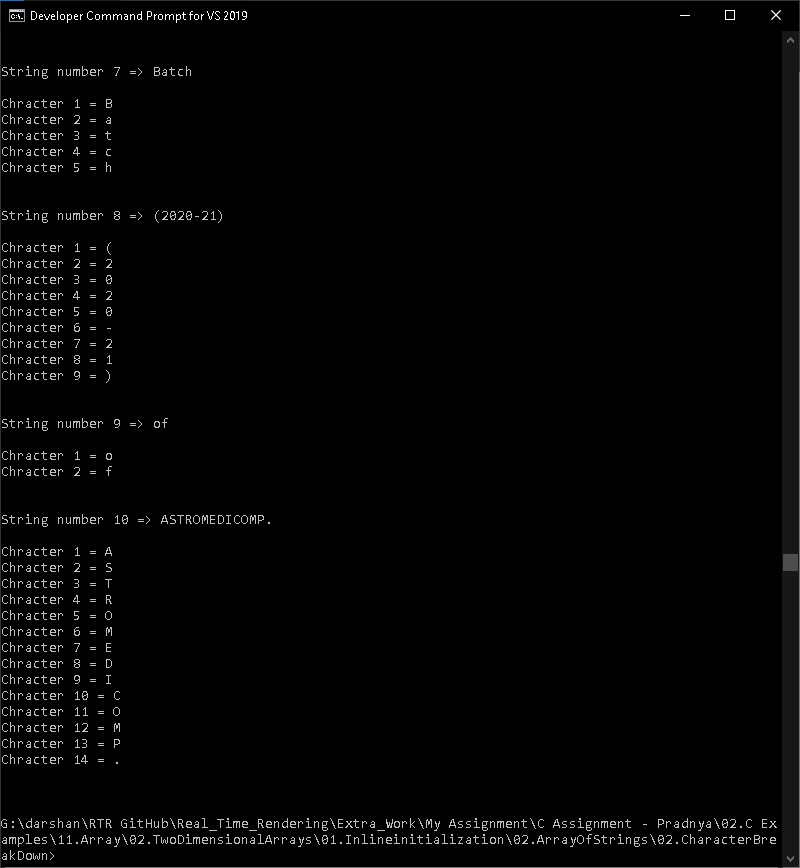 Developer Command Prompt for VS 2019
String number 7 => Batch
Chracter 1 = B
Chracter 2 = a
Chracter 3 = t
Chracter 4 = c
Chracter 5 = h
String number 8 => (2020-21)
Chracter 1 = (
Chracter 2 = 2
Chracter 3 = 0
Chracter 4 = 2
Chracter 5 = 0
Chracter 6 = -
Chracter 7 = 2
Chracter 8 = 1
Chracter 9 = )
String number 9 => of
Chracter 1 = o
Chracter 2 = f
String number 10 => ASTROMEDICOMP.
Chracter 1 = A
Chracter 2 = S
Chracter 3 = T
Chracter 4 = R
Chracter 5 = O
Chracter 6 = M
Chracter 7 = E
Chracter 8 = D
Chracter 9 = I
Chracter 10 = C
Chracter 11 = O
Chracter 12 = M
Chracter 13 = P
Chracter 14 = .
G:\darshan\RTR GitHub\Real_Time_Rendering\Extra_Work\My Assignment\C Assignment - Pradnya\02.C Ex
amples\11.Array\02.TwoDimensionalArrays\01.Inlineinitialization\02.ArrayOfStrings\02.CharacterBre
akDown>